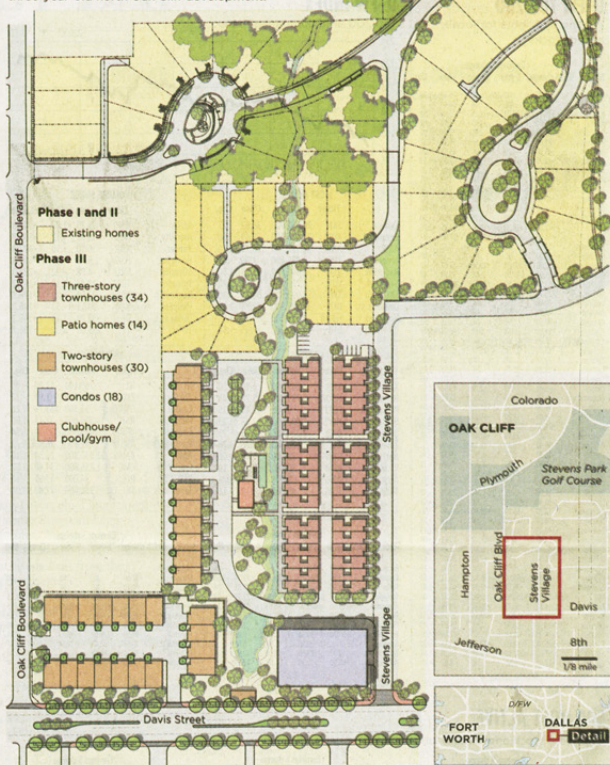 Oak Cliff Boulevard
Phase I and II
Existing homes
Phase III
Three-story
townhouses (34)
Patio homes (14)
Two-story
townhouses (30)
Condos (18)
Clubhouse/
pool/gym
Stevens Village
Oak Cliff Boulevard
Stevens Village
Davis Street
Colorado
OAK CLIFF
Plymouth
Stevens Park
Golf Course
Hampton
Oak Cliff Blvd
Stevens
Village
Davis
Jefferson
8th
1/8 mile
D/FW
FORT
WORTH
DALLAS
Detail